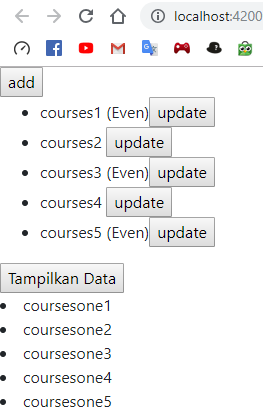 localhost:4200
add
courses1 (Even) update
courses2 update
courses3 (Even) update
courses4 update
courses5 (Even) update
Tampilkan Data
coursesone1
coursesone2
coursesone3
coursesone4
coursesone5